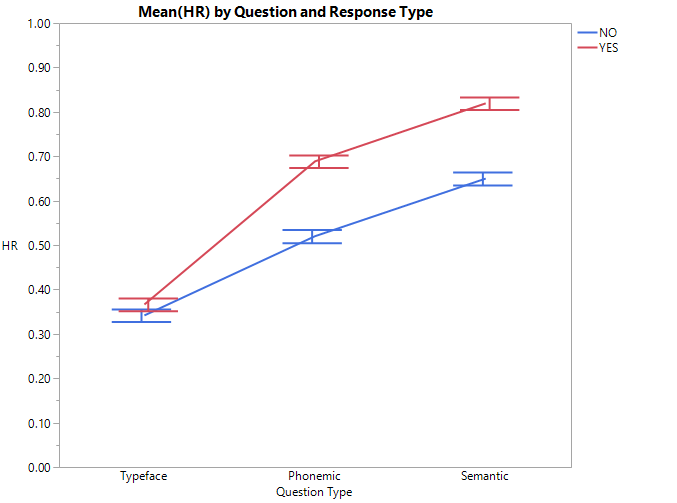 Mean(HR) by Question and Response Type
NO
YES
1.00
0.90
0.80
0.70
0.60
HR
0.50
0.40
0.30
0.20
0.10
0.00
Typeface Phonemic Semantic
Question Type